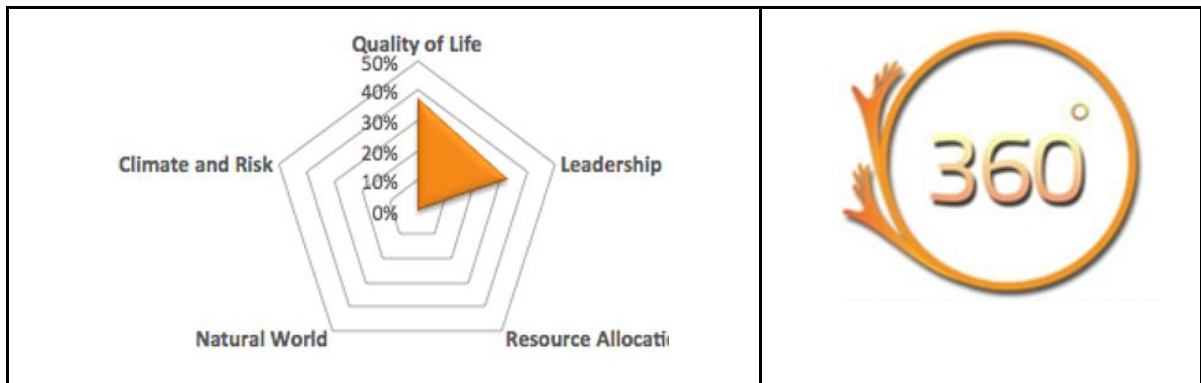 Quality of Life
50%
40%
30%
20%
10%
0%
Climate and Risk
Leadership
Natural World
Resource Allocati
360°